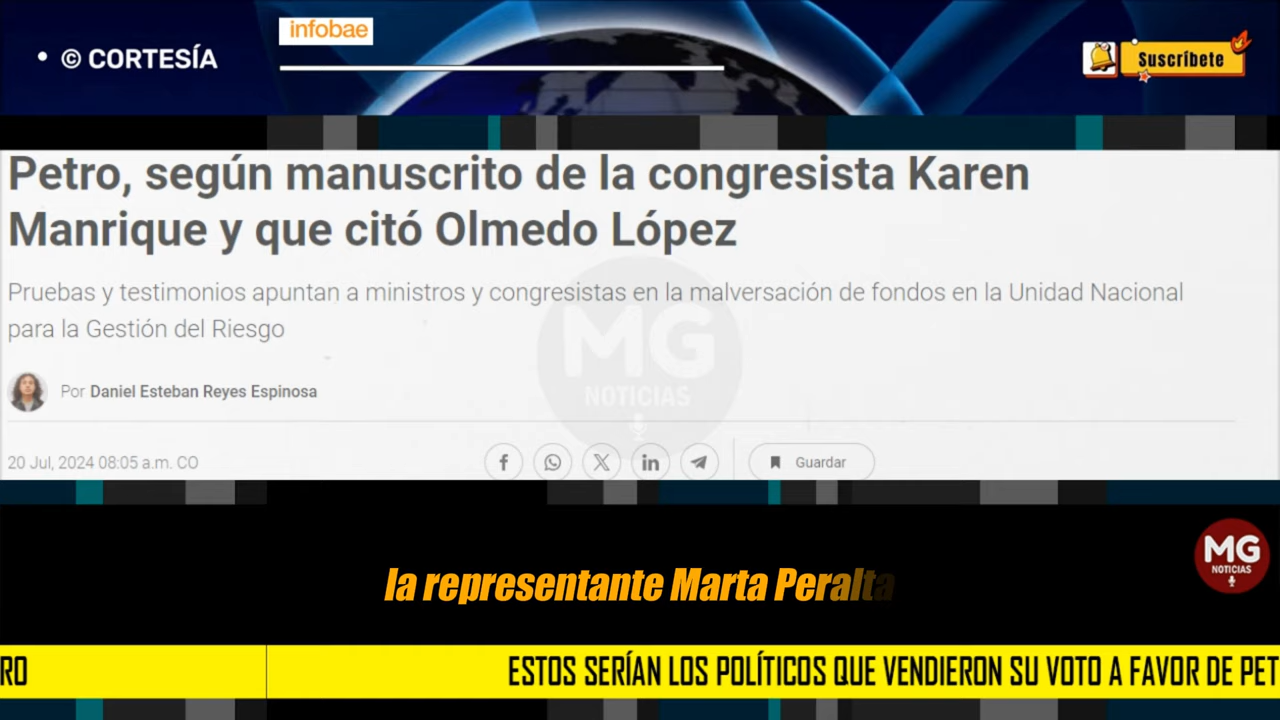 • © CORTESÍA
infobae
Suscríbete
Petro, según manuscrito de la congresista Karen
Manrique y que citó Olmedo López
Pruebas y testimonios apuntan a ministros y congresistas en la malversación de fondos en la Unidad Nacional
para la Gestión del Riesgo
MG
NOTICIAS
Por Daniel Esteban Reyes Espinosa
20 Jul, 2024 08:05 a.m. CO
Guardar
MG
NOTICIAS
la representante Marta Peralta
RO
ESTOS SERÍAN LOS POLÍTICOS QUE VENDIERON SU VOTO A FAVOR DE PET